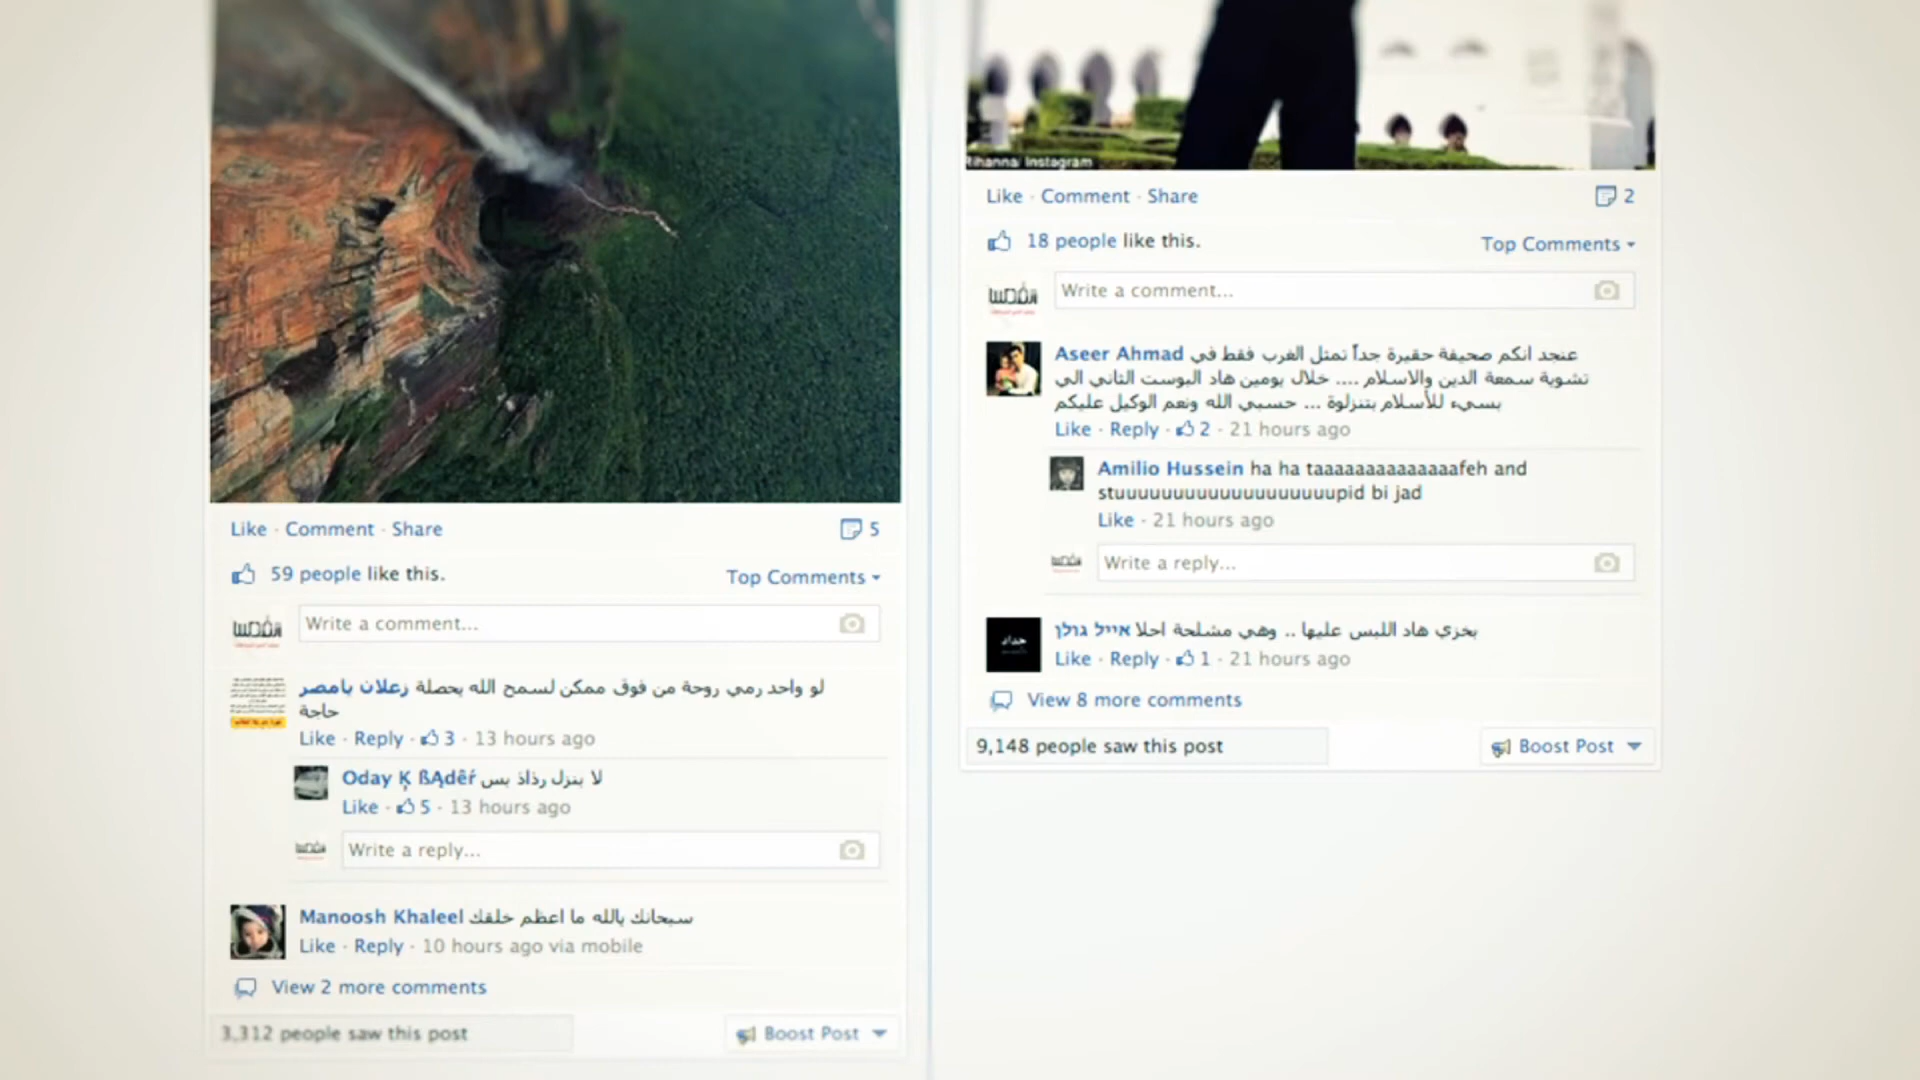 Like · Comment · Share
5
59 people like this.
Top Comments
القدس
Write a comment...
زعلان يامصر لو واحد رمي روحة من فوق ممكن لسمح الله يحصلة
حاجة
Like · Reply · 3 · 13 hours ago
Oday Ķ ßĄdêŕ لا بنزل رذاذ بس
Like · 5 · 13 hours ago
Write a reply...
Manoosh Khaleel سبحانك يالله ما اعظم خلقك
Like · Reply · 10 hours ago via mobile
View 2 more comments
3,312 people saw this post
Boost Post
Rihanna/ Instagram
Like · Comment · Share
2
18 people like this.
Top Comments
القدس
Write a comment...
Aseer Ahmad عنجد انكم صحيفة حقيرة جداً تمثل الغرب فقط في
تشوية سمعة الدين والاسلام .... خلال يومين هاد البوست الثاني الي
بسيء للأسلام بتنزلوة ... حسبي الله ونعم الوكيل عليكم
Like · Reply · 2 · 21 hours ago
Amilio Hussein ha ha taaaaaaaaaaaaaafeh and
stuuuuuuuuuuuuuuuuuuupid bi jad
Like · 21 hours ago
Write a reply...
אייל גולן بخزي هاد اللبس عليها .. وهي مشلحة احلا
Like · Reply · 1 · 21 hours ago
View 8 more comments
9,148 people saw this post
Boost Post